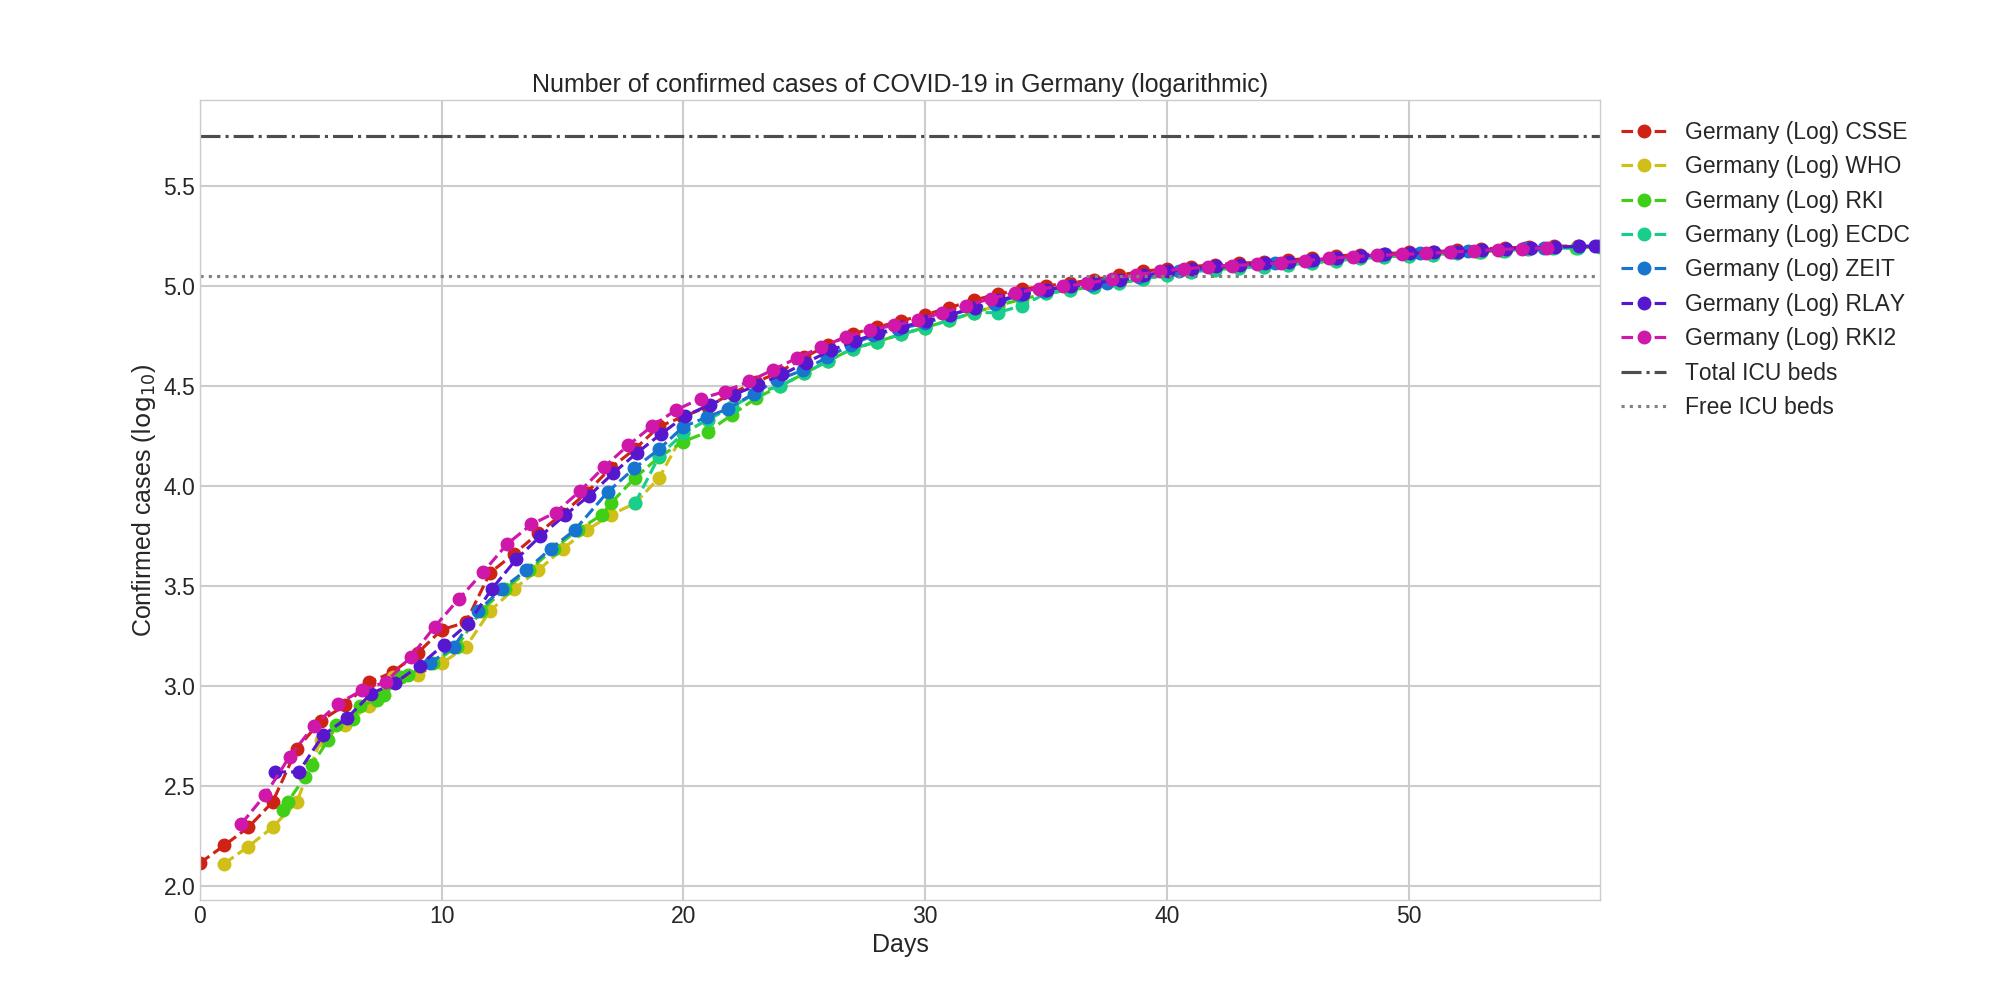 Number of confirmed cases of COVID-19 in Germany (logarithmic)
Confirmed cases (log₁₀)
5.5
5.0
4.5
4.0
3.5
3.0
2.5
2.0
0 10 20 30 40 50
Days
Germany (Log) CSSE
Germany (Log) WHO
Germany (Log) RKI
Germany (Log) ECDC
Germany (Log) ZEIT
Germany (Log) RLAY
Germany (Log) RKI2
Total ICU beds
Free ICU beds